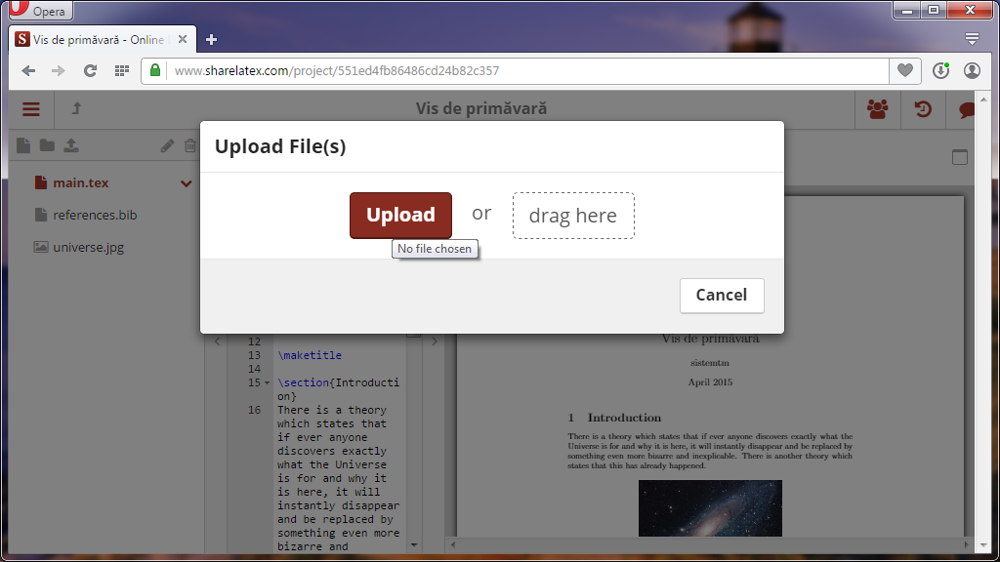 Opera
Vis de primăvară - Online
www.sharelatex.com/project/551ed4fb86486cd24b82c357
Vis de primăvară
Upload File(s)
main.tex
references.bib
universe.jpg
Upload or drag here
No file chosen
Cancel
12
13 \maketitle
14
15 \section{Introducti
on}
16 There is a theory
which states that
if ever anyone
discovers exactly
what the Universe
is for and why it
is here, it will
instantly disappear
and be replaced by
something even more
bizarre and
Vis de primăvară
sistemtm
April 2015
1 Introduction
There is a theory which states that if ever anyone discovers exactly what the
Universe is for and why it is here, it will instantly disappear and be replaced by
something even more bizarre and inexplicable. There is another theory which
states that this has already happened.